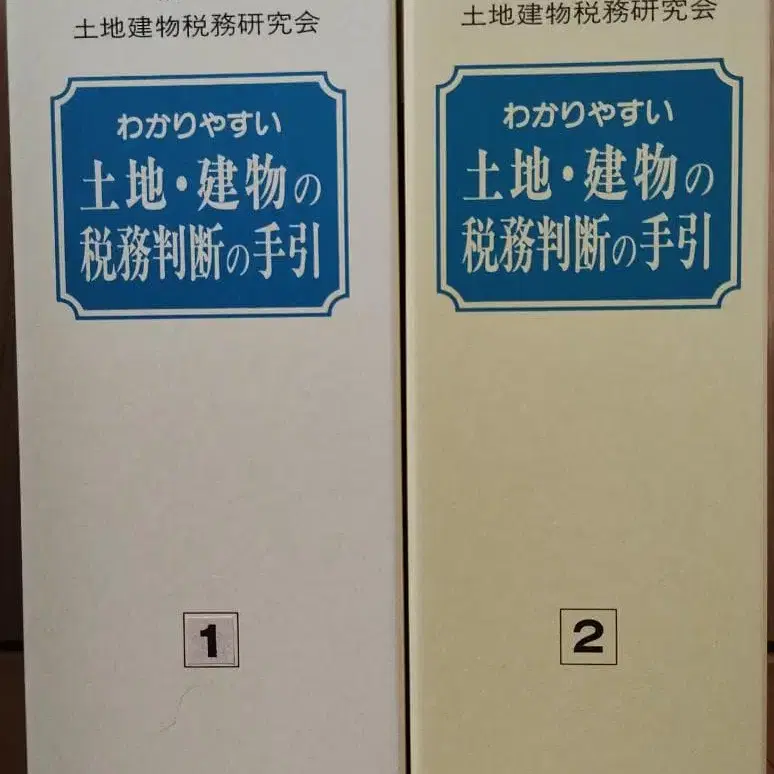 土地建物税務研究会
わかりやすい
土地・建物の
税務判断の手引
1
土地建物税務研究会
わかりやすい
土地・建物の
税務判断の手引
2